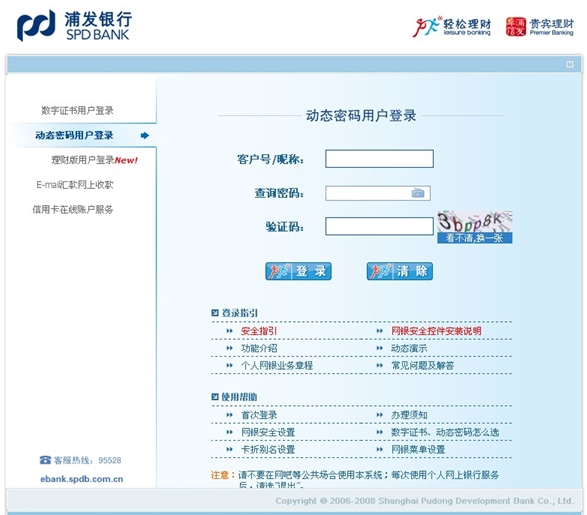 浦发银行
SPD BANK
轻松理财
leisure banking
贵宾理财
Premier Banking
数字证书用户登录
动态密码用户登录
理财版用户登录New!
E-mail汇款网上收款
信用卡在线账户服务
客服热线：95528
ebank.spdb.com.cn
动态密码用户登录
客户号/昵称：
查询密码：
验证码：
3bppBK
看不清,换一张
登 录
清 除
登录指引
安全指引
网银安全控件安装说明
功能介绍
动态演示
个人网银业务章程
常见问题及解答
使用帮助
首次登录
办理须知
网银安全设置
数字证书、动态密码怎么选
卡折别名设置
网银菜单设置
注意：请不要在网吧等公共场合使用本系统；每次使用个人网上银行服务
后，请选"退出"。
Copyright © 2006-2008 Shanghai Pudong Development Bank Co., Ltd.